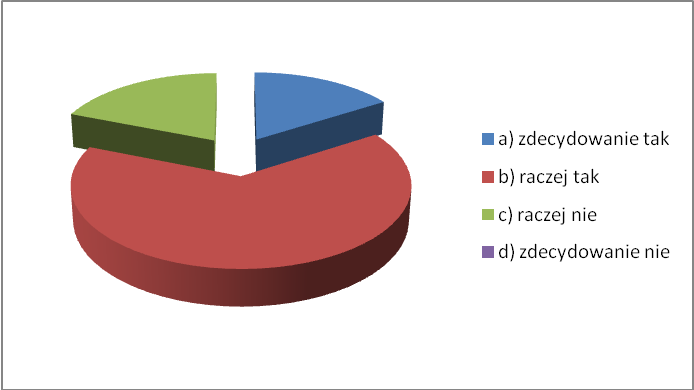 a) zdecydowanie tak
b) raczej tak
c) raczej nie
d) zdecydowanie nie